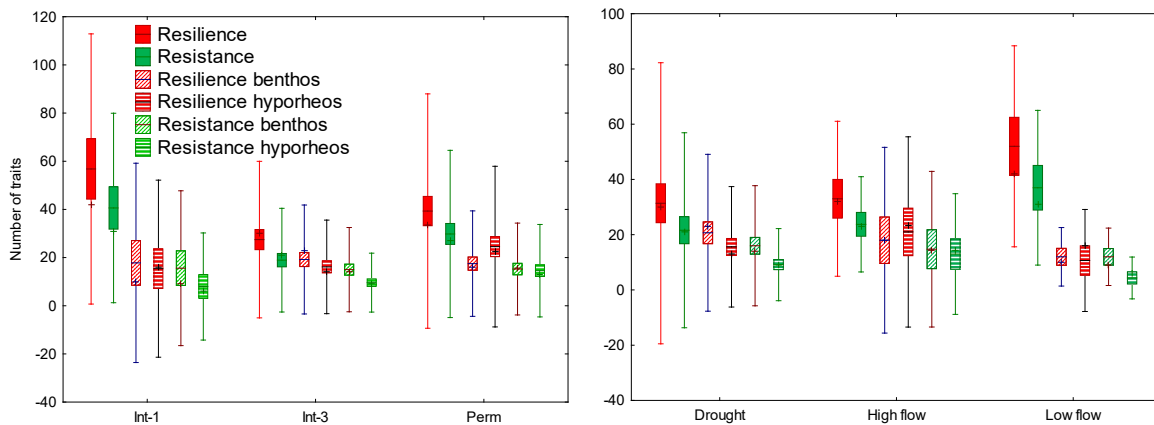 120
100
80
60
40
20
0
-20
-40
Number of traits
Resilience
Resistance
Resilience benthos
Resilience hyporheos
Resistance benthos
Resistance hyporheos
Int-1 Int-3 Perm
100
80
60
40
20
0
-20
-40
Drought High flow Low flow